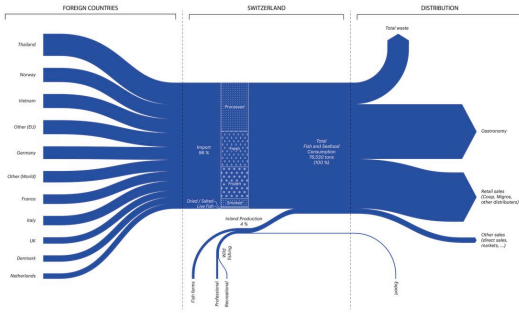 FOREIGN COUNTRIES
SWITZERLAND
DISTRIBUTION
Thailand
Norway
Vietnam
Other (EU)
Germany
Other (World)
France
Italy
UK
Denmark
Netherlands
Import
96 %
Processed
Fresh
Frozen
Smoked
Dried / Salted
Live Fish
Total
Fish and Seafood
Consumption
76,530 tons
(100 %)
Inland Production
4 %
Fish farms
Professional
Recreational
Wild
fishing
Total waste
Gastronomy
Retail sales
(Coop, Migros,
other distributers)
Other sales
(direct sales,
markets, ...)
Export